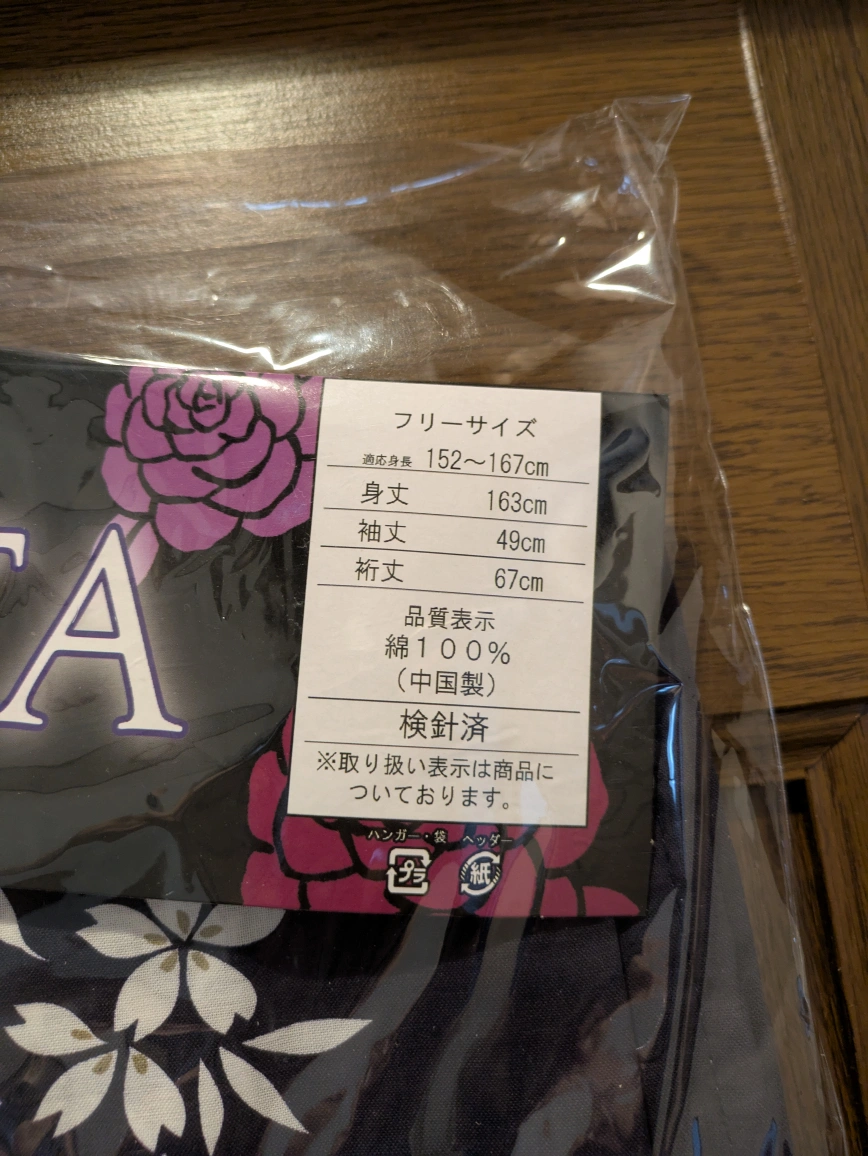 フリーサイズ
適応身長 152～167cm
身丈 163cm
袖丈 49cm
裄丈 67cm
品質表示
綿１００％
（中国製）
検針済
※取り扱い表示は商品に
ついております。
ハンガー・袋 ヘッダー
プラ 紙
TA